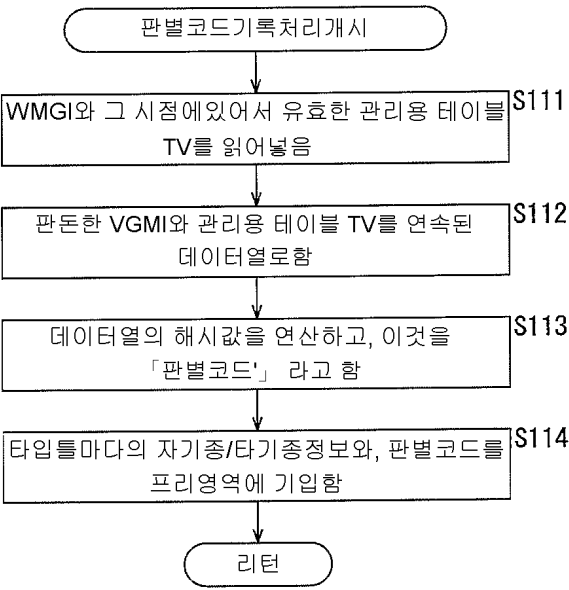 판별코드기록처리개시
S111
WMGI와 그 시점에있어서 유효한 관리용 테이블
TV를 읽어넣음
S112
판돈한 VGMI와 관리용 테이블 TV를 연속된
데이터열로함
S113
데이터열의 해시값을 연산하고, 이것을
「판별코드'」 라고 함
S114
타입틀마다의 자기종/타기종정보와, 판별코드를
프리영역에 기입함
리턴